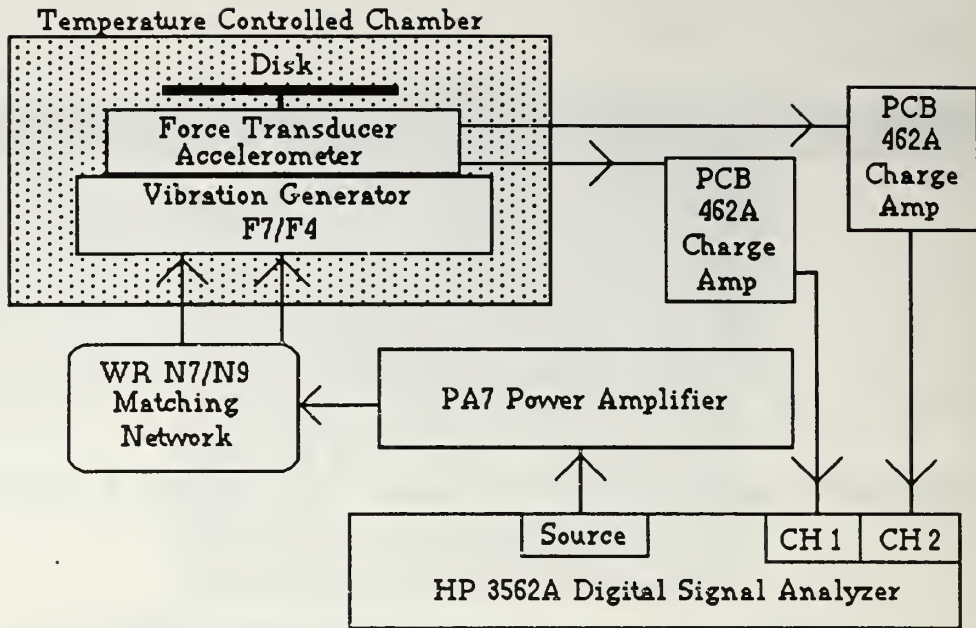 Temperature Controlled Chamber
Disk
Force Transducer
Accelerometer
Vibration Generator
F7/F4
PCB
462A
Charge
Amp
PCB
462A
Charge
Amp
WR N7/N9
Matching
Network
PA7 Power Amplifier
Source
CH 1
CH 2
HP 3562A Digital Signal Analyzer